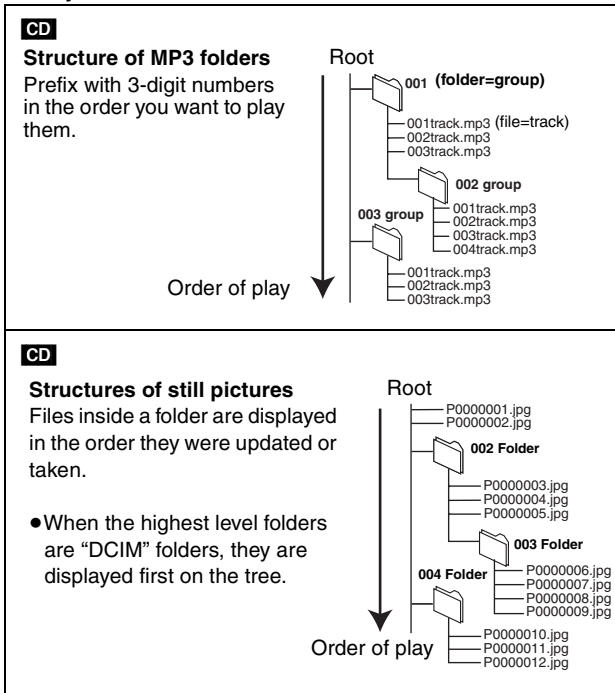 CD
Structure of MP3 folders
Prefix with 3-digit numbers
in the order you want to play
them.
Root
001 (folder=group)
001track.mp3 (file=track)
002track.mp3
003track.mp3
002 group
001track.mp3
002track.mp3
003track.mp3
004track.mp3
003 group
001track.mp3
002track.mp3
003track.mp3
Order of play
CD
Structures of still pictures
Files inside a folder are displayed
in the order they were updated or
taken.
●When the highest level folders
are “DCIM” folders, they are
displayed first on the tree.
Root
P0000001.jpg
P0000002.jpg
002 Folder
P0000003.jpg
P0000004.jpg
P0000005.jpg
003 Folder
P0000006.jpg
P0000007.jpg
P0000008.jpg
P0000009.jpg
004 Folder
P0000010.jpg
P0000011.jpg
P0000012.jpg
Order of play